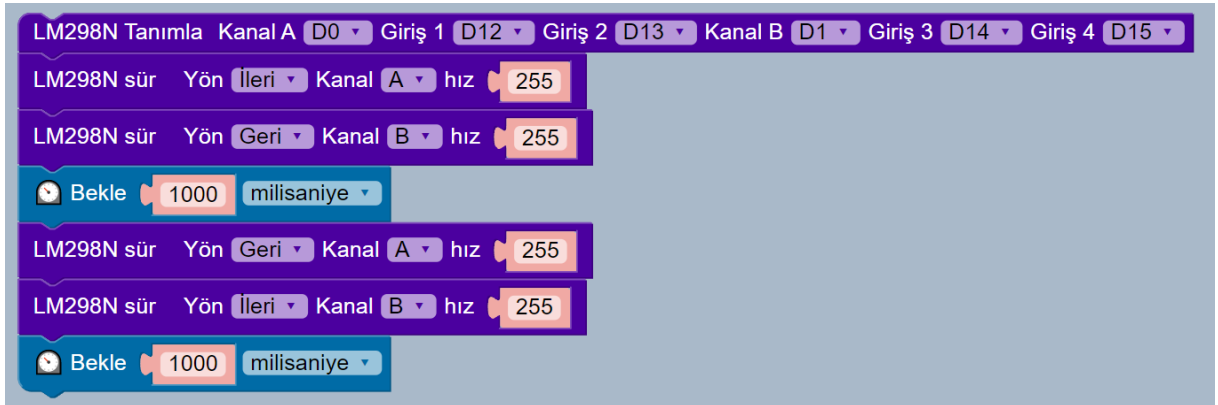 LM298N Tanımla Kanal A D0 Giriş 1 D12 Giriş 2 D13 Kanal B D1 Giriş 3 D14 Giriş 4 D15
LM298N sür Yön İleri Kanal A hız 255
LM298N sür Yön Geri Kanal B hız 255
Bekle 1000 milisaniye
LM298N sür Yön Geri Kanal A hız 255
LM298N sür Yön İleri Kanal B hız 255
Bekle 1000 milisaniye